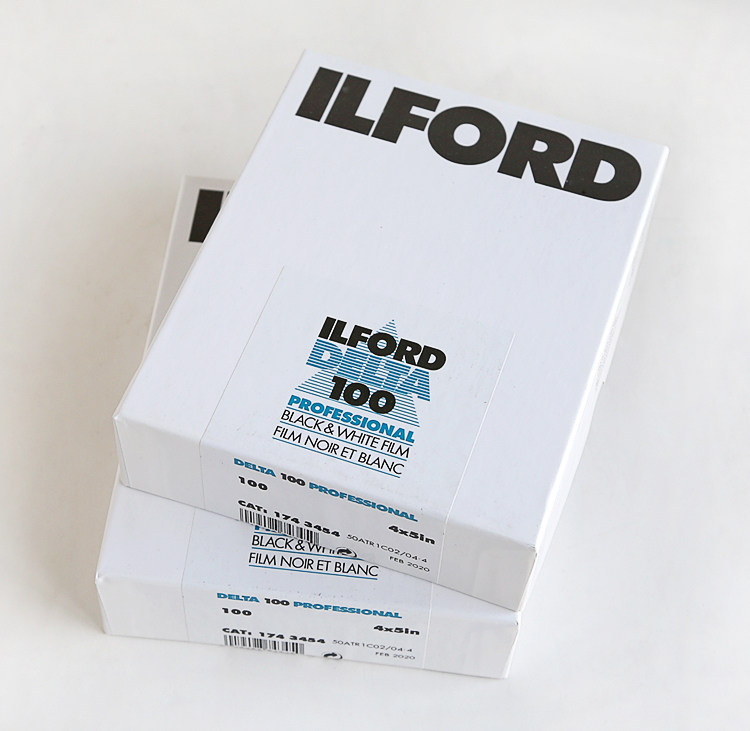 ILFORD
ILFORD
DELTA
100
PROFESSIONAL
BLACK & WHITE FILM
FILM NOIR ET BLANC
DELTA 100 PROFESSIONAL
100
4x5in
CAT: 174 3454
50ATR1C02/04-4
FEB 2020
BLACK & WHI
FILM NOIR ET BLANC
DELTA 100 PROFESSIONAL
100
4x5in
CAT: 174 3454
50ATR1C02/04-4
FEB 2020